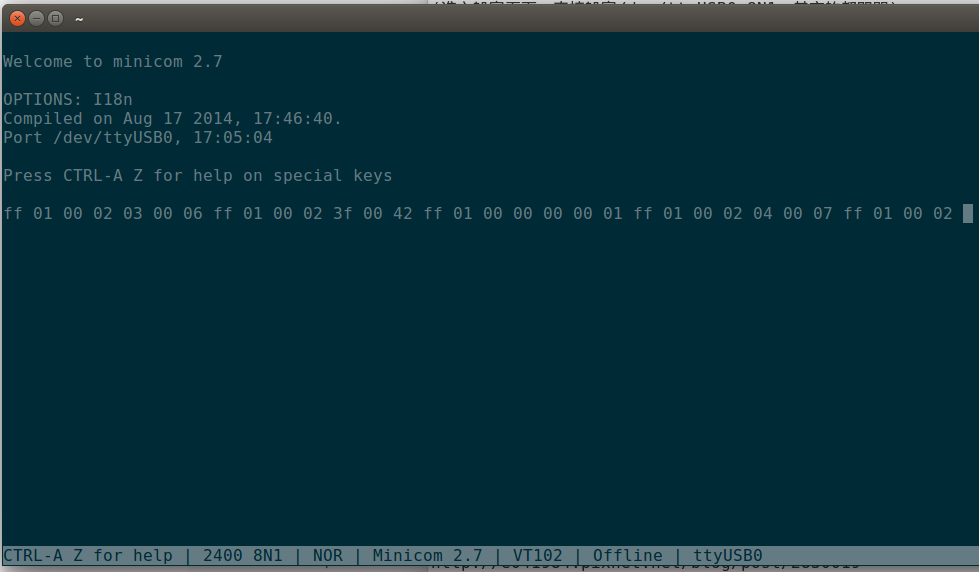 ~
Welcome to minicom 2.7
OPTIONS: I18n
Compiled on Aug 17 2014, 17:46:40.
Port /dev/ttyUSB0, 17:05:04
Press CTRL-A Z for help on special keys
ff 01 00 02 03 00 06 ff 01 00 02 3f 00 42 ff 01 00 00 00 00 01 ff 01 00 02 04 00 07 ff 01 00 02
CTRL-A Z for help | 2400 8N1 | NOR | Minicom 2.7 | VT102 | Offline | ttyUSB0